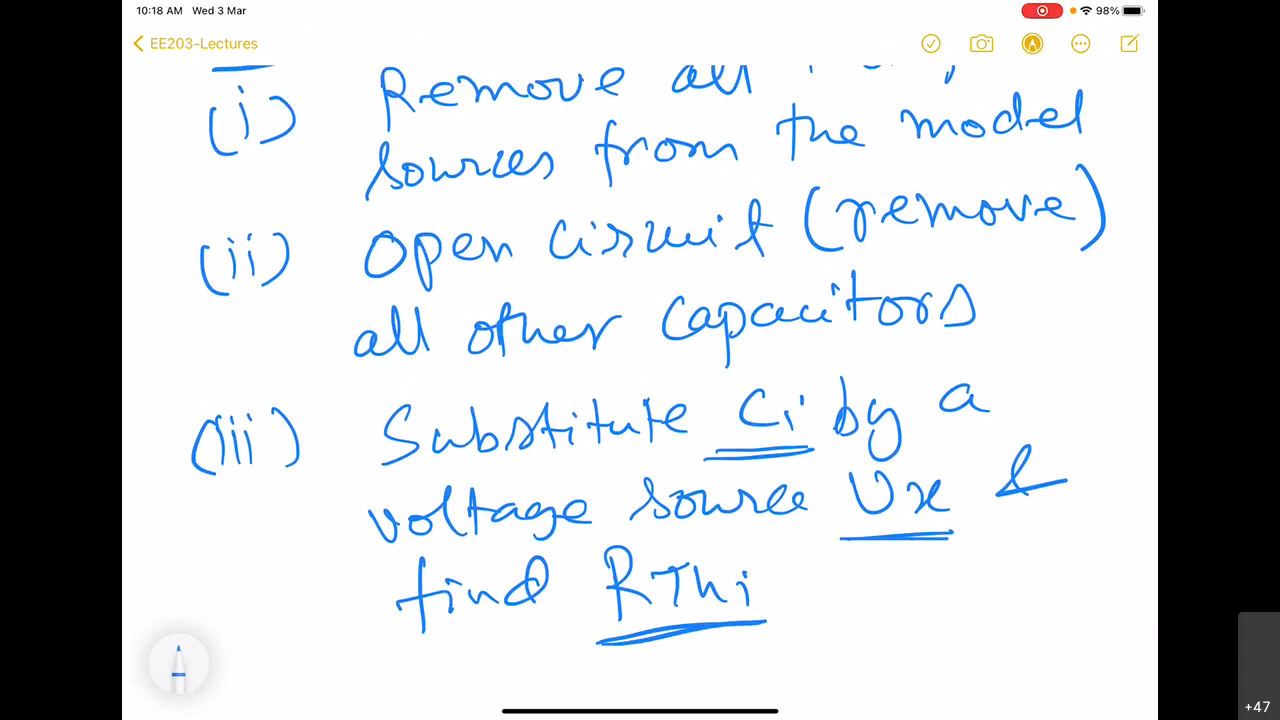 10:18 AM Wed 3 Mar 98%
EE203-Lectures
(i) Remove all
sources from the model
(ii) Open circuit (remove)
all other capacitors
(iii) Substitute Ci by a
voltage source Vx &
find RThi
+47